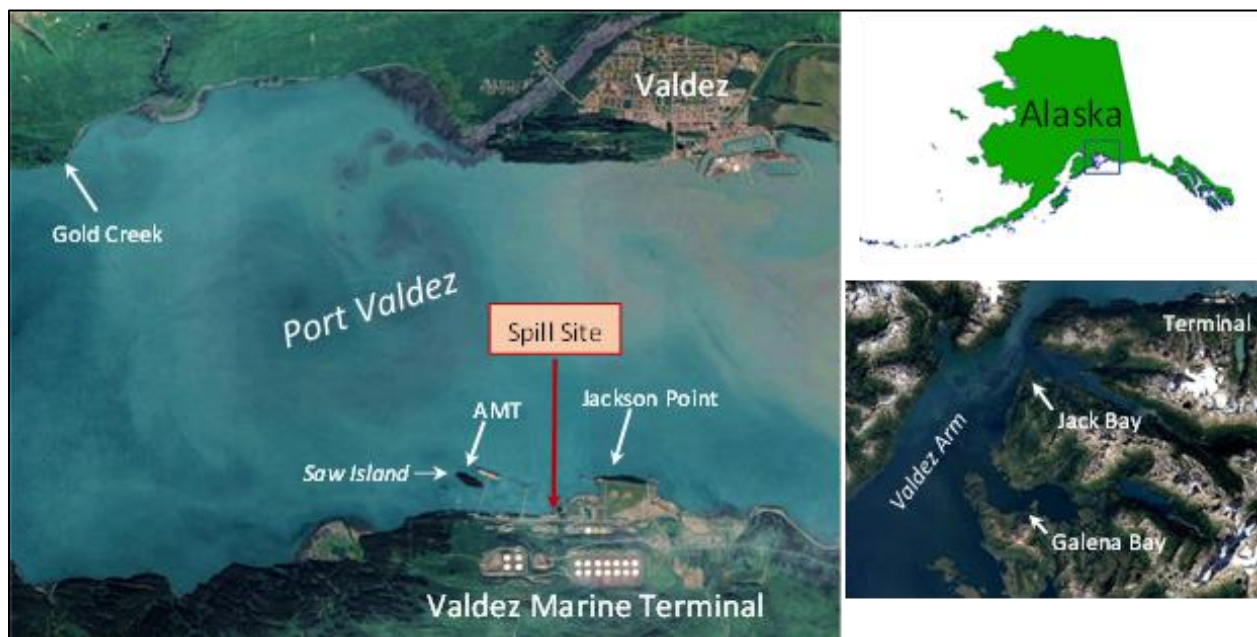 Valdez
Gold Creek
Port Valdez
Spill Site
Jackson Point
AMT
Saw Island
Valdez Marine Terminal
Alaska
Terminal
Jack Bay
Valdez Arm
Galena Bay